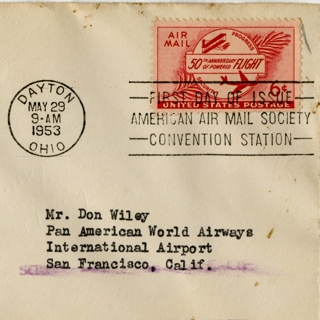 AIR MAIL
PROGRESS
50TH ANNIVERSARY
OF POWERED FLIGHT
6¢
UNITED STATES POSTAGE
DAYTON
MAY 29
9-AM
1953
OHIO
FIRST DAY OF ISSUE
AMERICAN AIR MAIL SOCIETY
CONVENTION STATION
Mr. Don Wiley
Pan American World Airways
International Airport
San Francisco, Calif.